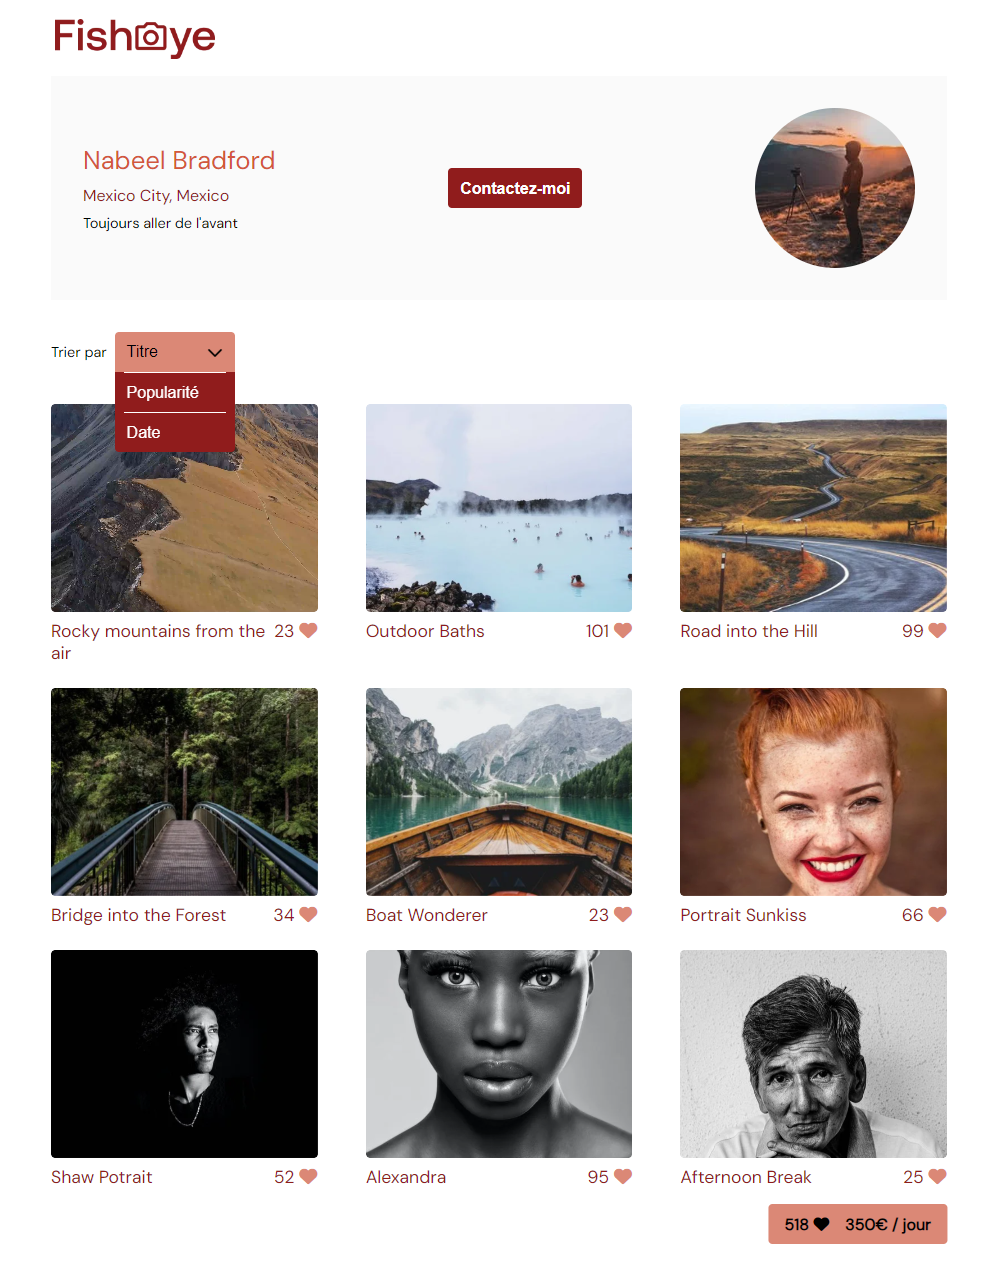 Fish ye
Nabeel Bradford
Mexico City, Mexico
Toujours aller de l'avant
Contactez-moi
Trier par
Titre
Popularité
Date
Rocky mountains from the
air
23
Outdoor Baths
101
Road into the Hill
99
Bridge into the Forest
34
Boat Wonderer
23
Portrait Sunkiss
66
Shaw Potrait
52
Alexandra
95
Afternoon Break
25
518
350€ / jour